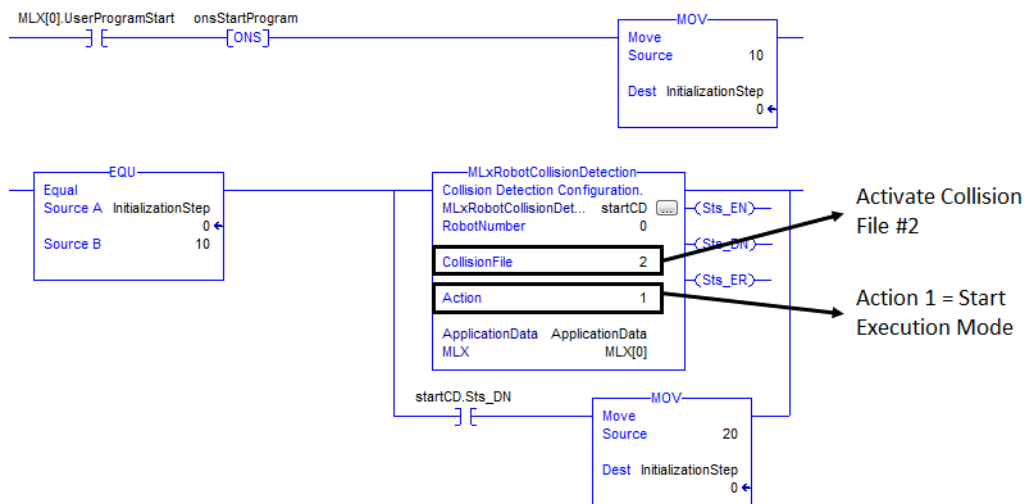 MLX[0].UserProgramStart onsStartProgram
ONS
MOV
Move
Source 10
Dest InitializationStep
0
EQU
Equal
Source A InitializationStep
0
Source B 10
MLxRobotCollisionDetection
Collision Detection Configuration.
MLxRobotCollisionDet... startCD ...
RobotNumber 0
CollisionFile 2
Action 1
ApplicationData ApplicationData
MLX MLX[0]
Sts_EN
Sts_DN
Sts_ER
Activate Collision
File #2
Action 1 = Start
Execution Mode
startCD.Sts_DN
MOV
Move
Source 20
Dest InitializationStep
0